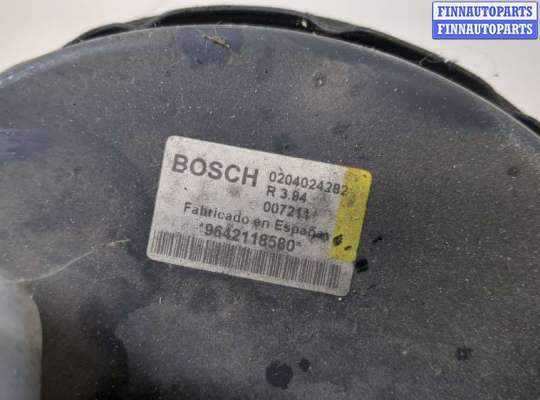 FINNAUTOPARTS
FINNAUTOPARTS
BOSCH 0204024282
R 3.84
007211
Fabricado en España
*9642118580*